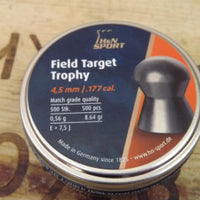 H&N
SPORT
Field Target
Trophy
4,5 mm / .177 cal.
Match grade quality
500 Stk. 500 pcs.
0,56 g 8.64 gr
E > 7,5 J
Made in Germany since 1829 - www.hn-sport.de